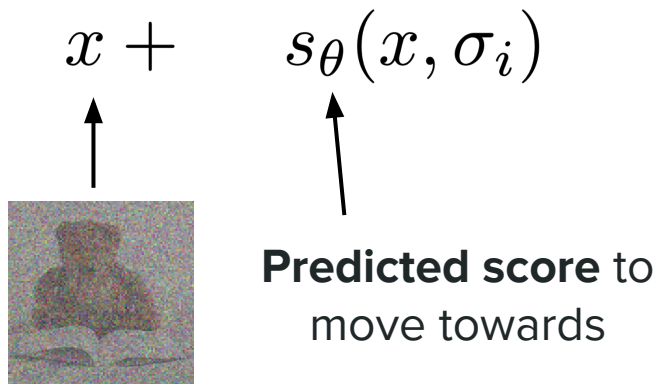 x + s_θ(x, σ_i)
Predicted score to
move towards